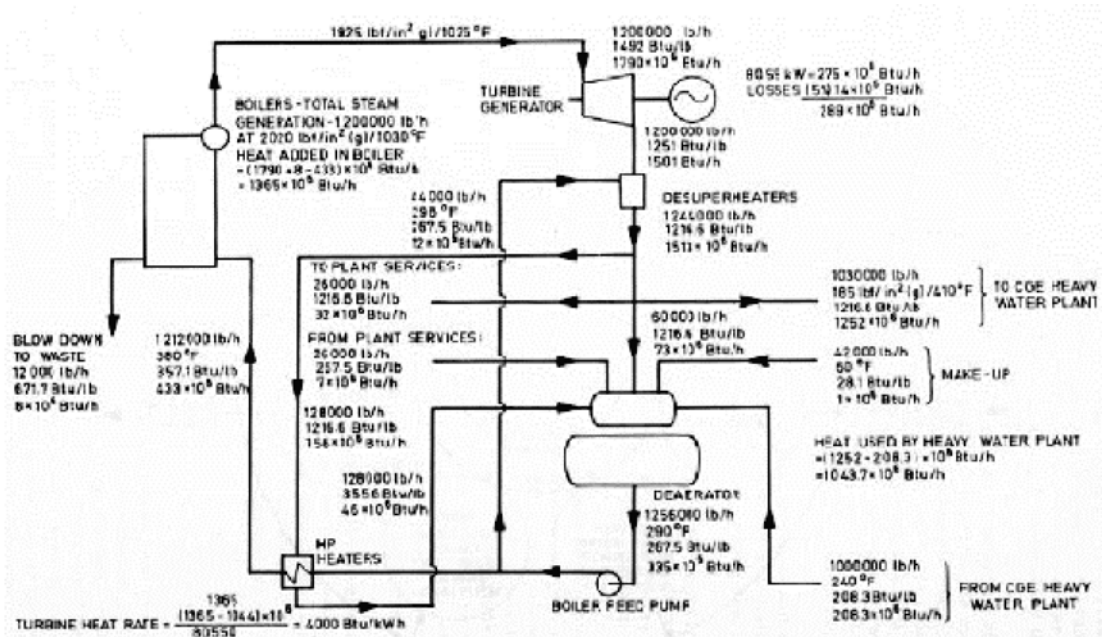 1925 lbf/in² g)/1025°F
1200000 lb/h
1492 Btu/lb
1790×10⁶ Btu/h
TURBINE
GENERATOR
80.55 kW = 275×10⁶ Btu/h
LOSSES (5%) 14×10⁶ Btu/h
289×10⁶ Btu/h
BOILERS - TOTAL STEAM
GENERATION - 1200000 lb/h
AT 2020 lbf/in² (g)/1030°F
HEAT ADDED IN BOILER
=(1790+8-433)×10⁶ Btu/h
=1365×10⁶ Btu/h
1200000 lb/h
1251 Btu/lb
1501 Btu/h
44000 lb/h
267.5 Btu/lb
12×10⁶ Btu/h
DESUPERHEATERS
1244000 lb/h
1216.6 Btu/lb
1513×10⁶ Btu/h
TO PLANT SERVICES:
26000 lb/h
1216.6 Btu/lb
32×10⁶ Btu/h
1030000 lb/h
185 lbf/in² (g)/410°F
1216.6 Btu/lb
1252×10⁶ Btu/h
TO CGE HEAVY
WATER PLANT
60000 lb/h
1216.6 Btu/lb
73×10⁶ Btu/h
FROM PLANT SERVICES:
26000 lb/h
257.5 Btu/lb
7×10⁶ Btu/h
42000 lb/h
60°F
28.1 Btu/lb
1×10⁶ Btu/h
MAKE-UP
BLOW DOWN
TO WASTE
12000 lb/h
671.7 Btu/lb
8×10⁶ Btu/h
1212000 lb/h
380°F
357.1 Btu/lb
433×10⁶ Btu/h
128000 lb/h
1216.6 Btu/lb
156×10⁶ Btu/h
128000 lb/h
355.6 Btu/lb
46×10⁶ Btu/h
HEAT USED BY HEAVY WATER PLANT
=(1252-208.3)×10⁶ Btu/h
=1043.7×10⁶ Btu/h
DEAERATOR
1256000 lb/h
290°F
267.5 Btu/lb
335×10⁶ Btu/h
HP
HEATERS
BOILER FEED PUMP
1000000 lb/h
240°F
208.3 Btu/lb
208.3×10⁶ Btu/h
FROM CGE HEAVY
WATER PLANT
1365
TURBINE HEAT RATE = (1365-1044)×10⁶ = 4000 Btu/kWh
80550